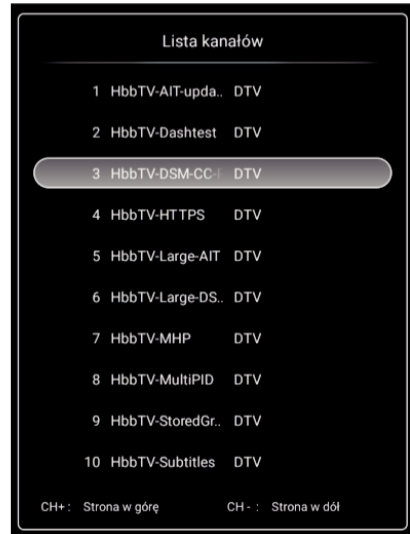 Lista kanałów
1 HbbTV-AIT-upda.. DTV
2 HbbTV-Dashtest DTV
3 HbbTV-DSM-CC- DTV
4 HbbTV-HTTPS DTV
5 HbbTV-Large-AIT DTV
6 HbbTV-Large-DS.. DTV
7 HbbTV-MHP DTV
8 HbbTV-MultiPID DTV
9 HbbTV-StoredGr.. DTV
10 HbbTV-Subtitles DTV
CH+ : Strona w górę CH - : Strona w dół